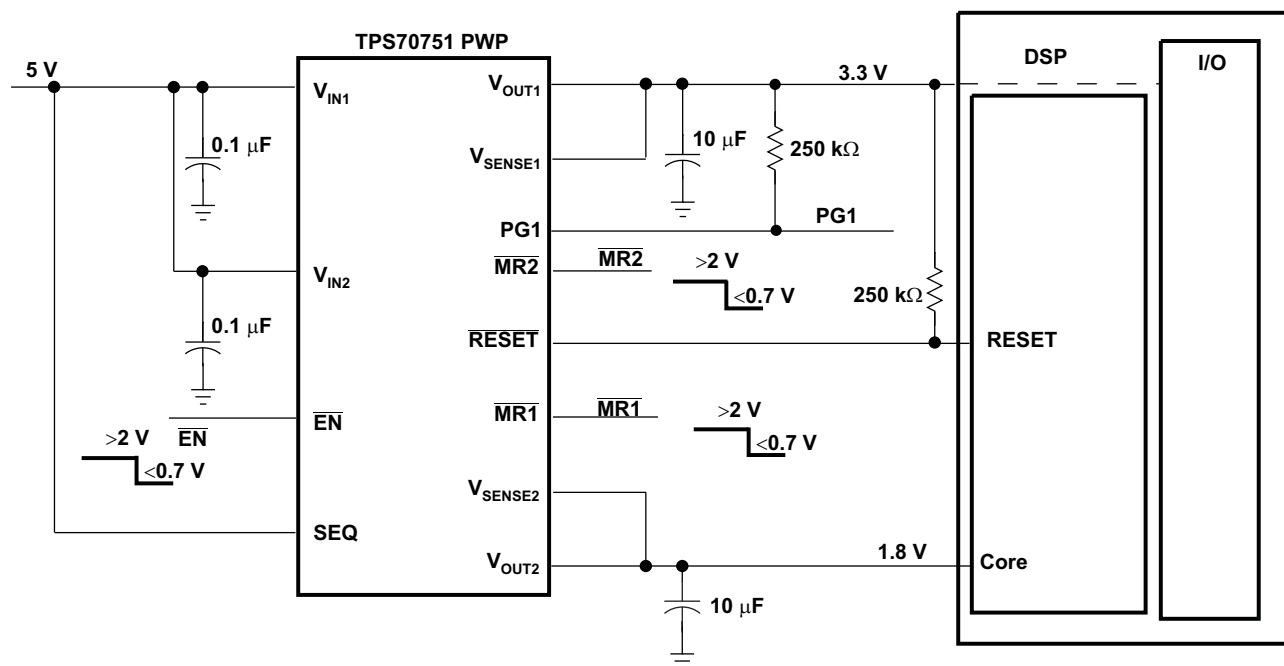 TPS70751 PWP
5 V
VIN1
0.1 μF
VIN2
0.1 μF
EN
EN
>2 V
<0.7 V
SEQ
VOUT1
VSENSE1
PG1
MR2
RESET
MR1
VSENSE2
VOUT2
3.3 V
10 μF
250 kΩ
PG1
MR2
>2 V
<0.7 V
250 kΩ
MR1
>2 V
<0.7 V
1.8 V
10 μF
DSP
I/O
RESET
Core